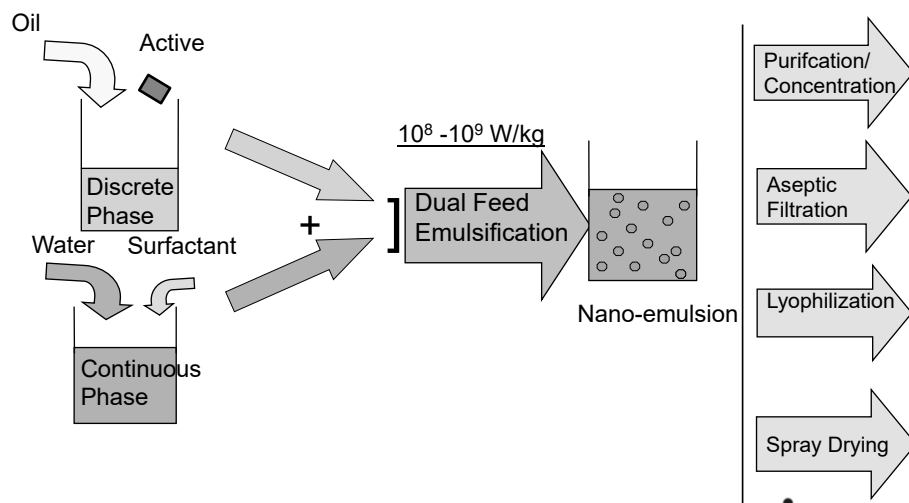 Oil
Active
Discrete
Phase
Water
Surfactant
Continuous
Phase
+
]
10⁸ -10⁹ W/kg
Dual Feed
Emulsification
Nano-emulsion
Purifcation/
Concentration
Aseptic
Filtration
Lyophilization
Spray Drying